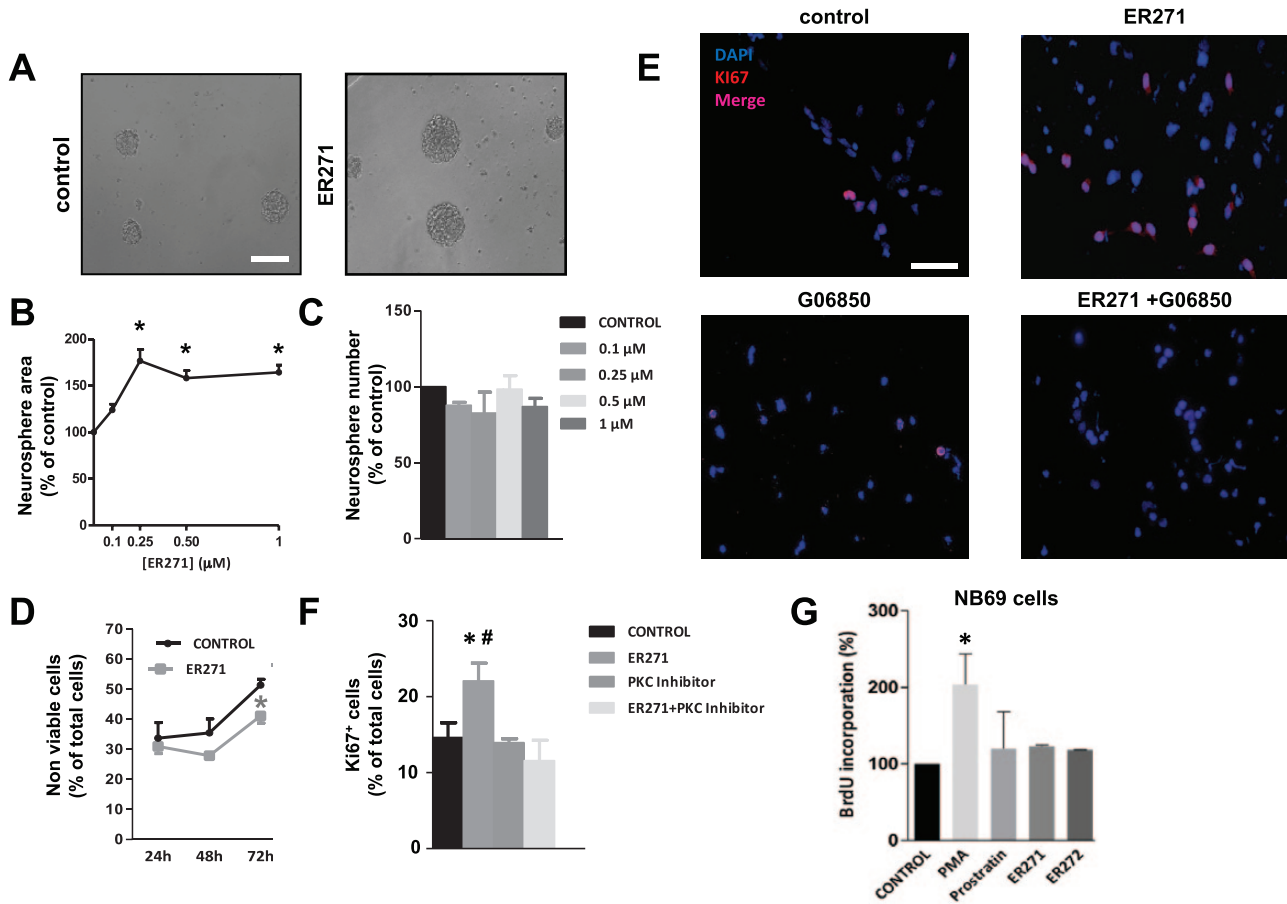 A
control
ER271
B
Neurosphere area
(% of control)
200
150
100
50
0
* * *
0.1 0.25 0.50 1
[ER271] (µM)
C
Neurosphere number
(% of control)
150
100
50
0
CONTROL
0.1 µM
0.25 µM
0.5 µM
1 µM
D
Non viable cells
(% of total cells)
70
60
50
40
30
20
10
0
CONTROL
ER271
*
24h 48h 72h
E
control
DAPI
KI67
Merge
ER271
G06850
ER271 +G06850
F
Ki67+ cells
(% of total cells)
30
20
10
0
* #
CONTROL
ER271
PKC Inhibitor
ER271+PKC Inhibitor
G
NB69 cells
BrdU incorporation (%)
300
200
100
0
*
CONTROL
PMA
Prostratin
ER271
ER272